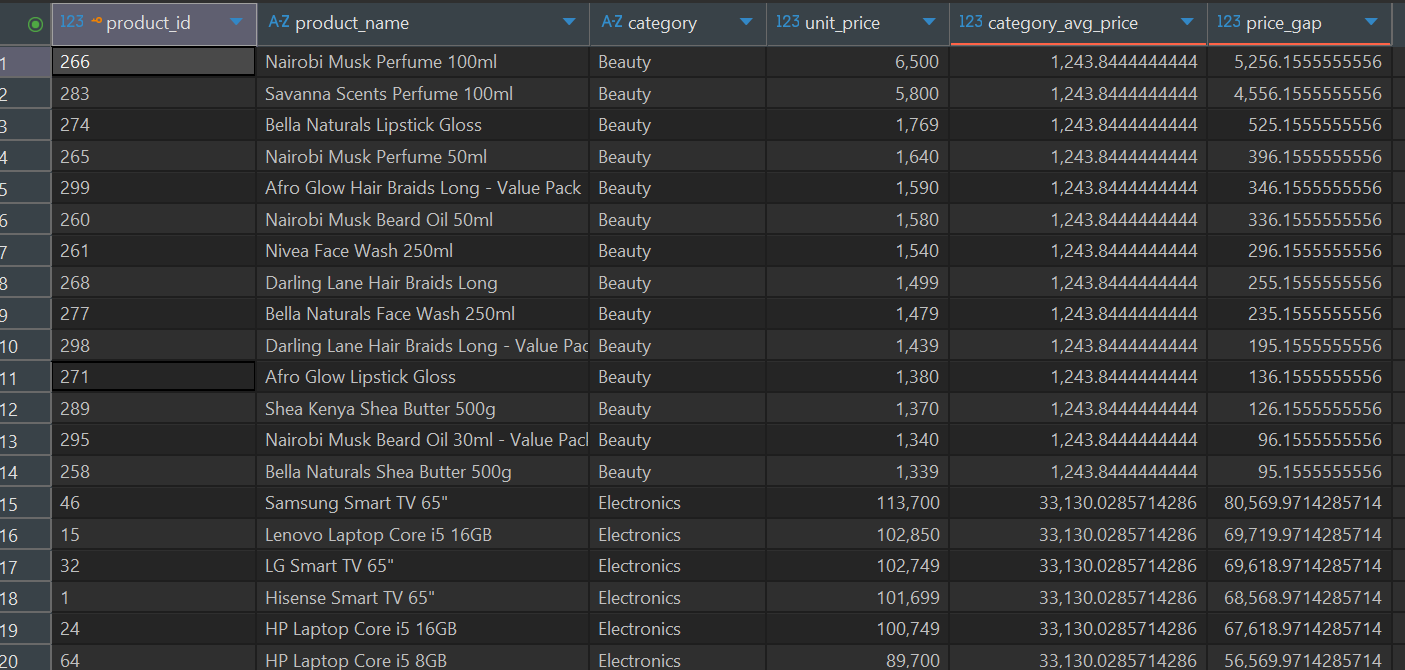 123 product_id A-Z product_name A-Z category 123 unit_price 123 category_avg_price 123 price_gap
1 266 Nairobi Musk Perfume 100ml Beauty 6,500 1,243.8444444444 5,256.1555555556
2 283 Savanna Scents Perfume 100ml Beauty 5,800 1,243.8444444444 4,556.1555555556
3 274 Bella Naturals Lipstick Gloss Beauty 1,769 1,243.8444444444 525.1555555556
4 265 Nairobi Musk Perfume 50ml Beauty 1,640 1,243.8444444444 396.1555555556
5 299 Afro Glow Hair Braids Long - Value Pack Beauty 1,590 1,243.8444444444 346.1555555556
6 260 Nairobi Musk Beard Oil 50ml Beauty 1,580 1,243.8444444444 336.1555555556
7 261 Nivea Face Wash 250ml Beauty 1,540 1,243.8444444444 296.1555555556
8 268 Darling Lane Hair Braids Long Beauty 1,499 1,243.8444444444 255.1555555556
9 277 Bella Naturals Face Wash 250ml Beauty 1,479 1,243.8444444444 235.1555555556
10 298 Darling Lane Hair Braids Long - Value Pac Beauty 1,439 1,243.8444444444 195.1555555556
11 271 Afro Glow Lipstick Gloss Beauty 1,380 1,243.8444444444 136.1555555556
12 289 Shea Kenya Shea Butter 500g Beauty 1,370 1,243.8444444444 126.1555555556
13 295 Nairobi Musk Beard Oil 30ml - Value Pack Beauty 1,340 1,243.8444444444 96.1555555556
14 258 Bella Naturals Shea Butter 500g Beauty 1,339 1,243.8444444444 95.1555555556
15 46 Samsung Smart TV 65" Electronics 113,700 33,130.0285714286 80,569.9714285714
16 15 Lenovo Laptop Core i5 16GB Electronics 102,850 33,130.0285714286 69,719.9714285714
17 32 LG Smart TV 65" Electronics 102,749 33,130.0285714286 69,618.9714285714
18 1 Hisense Smart TV 65" Electronics 101,699 33,130.0285714286 68,568.9714285714
19 24 HP Laptop Core i5 16GB Electronics 100,749 33,130.0285714286 67,618.9714285714
20 64 HP Laptop Core i5 8GB Electronics 89,700 33,130.0285714286 56,569.9714285714